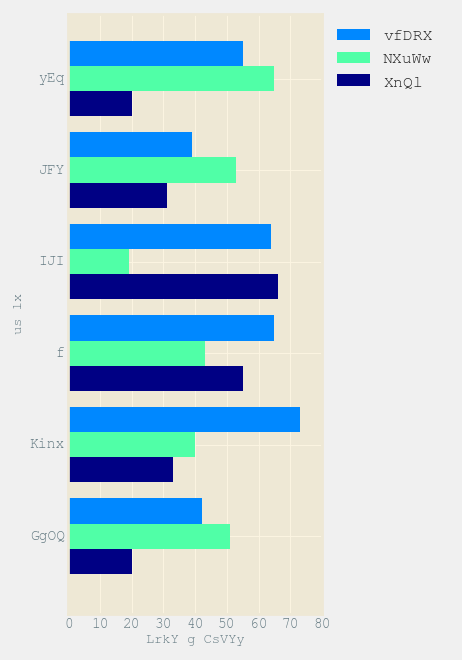 vfDRX
NXuWw
XnQl
yEq
JFY
IJI
f
Kinx
GgOQ
us lx
0 10 20 30 40 50 60 70 80
LrkY g CsVYy